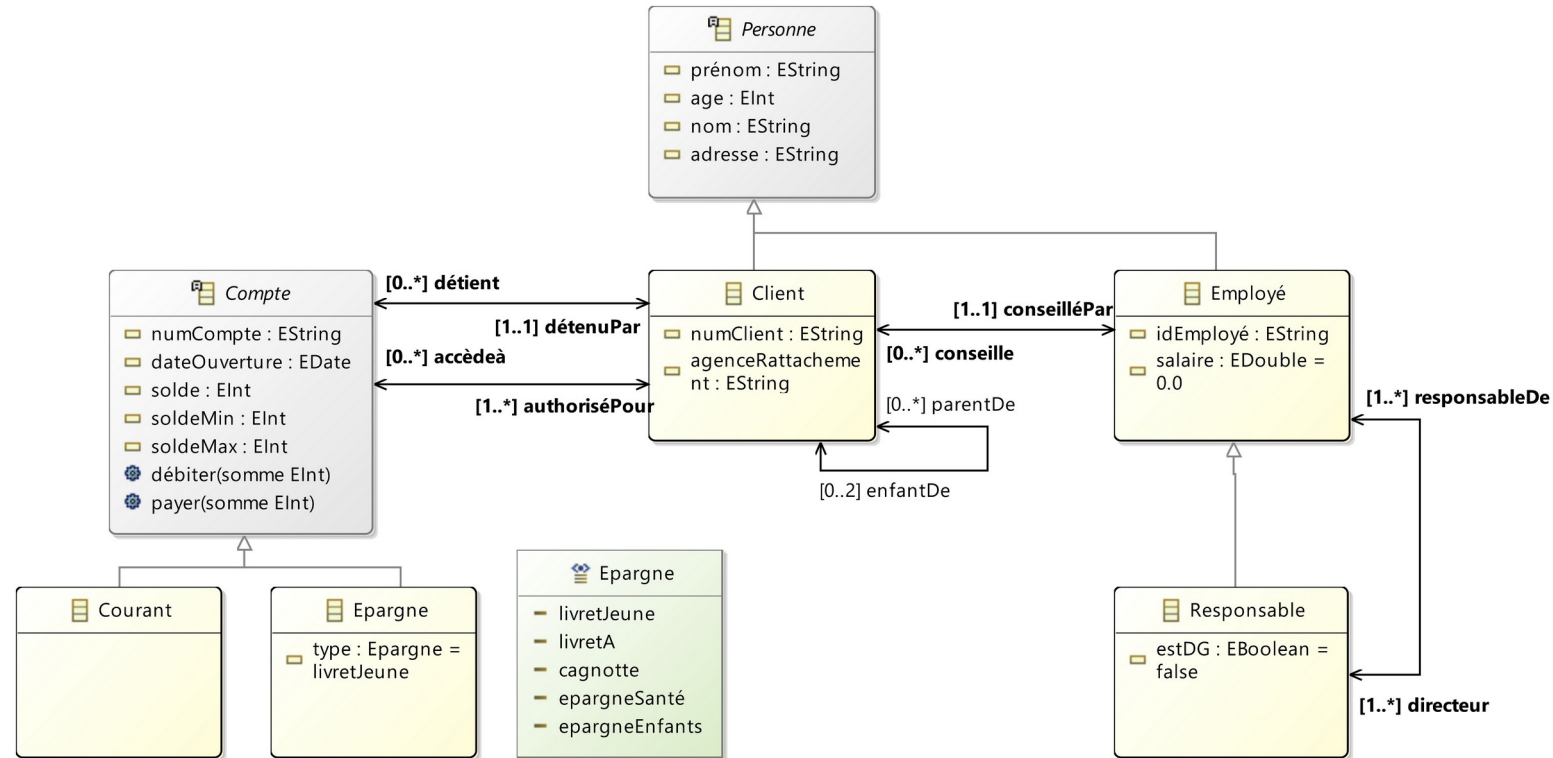 Personne
prénom : EString
age : EInt
nom : EString
adresse : EString
Compte
numCompte : EString
dateOuverture : EDate
solde : EInt
soldeMin : EInt
soldeMax : EInt
débiter(somme EInt)
payer(somme EInt)
[0..*] détient
[1..1] détenuPar
[0..*] accèdeà
[1..*] authoriséPour
Client
numClient : EString
agenceRattacheme
nt : EString
[1..1] conseilléPar
[0..*] conseille
[0..*] parentDe
[0..2] enfantDe
Employé
idEmployé : EString
salaire : EDouble =
0.0
[1..*] responsableDe
Courant
Epargne
type : Epargne =
livretJeune
Epargne
livretJeune
livretA
cagnotte
epargneSanté
epargneEnfants
Responsable
estDG : EBoolean =
false
[1..*] directeur